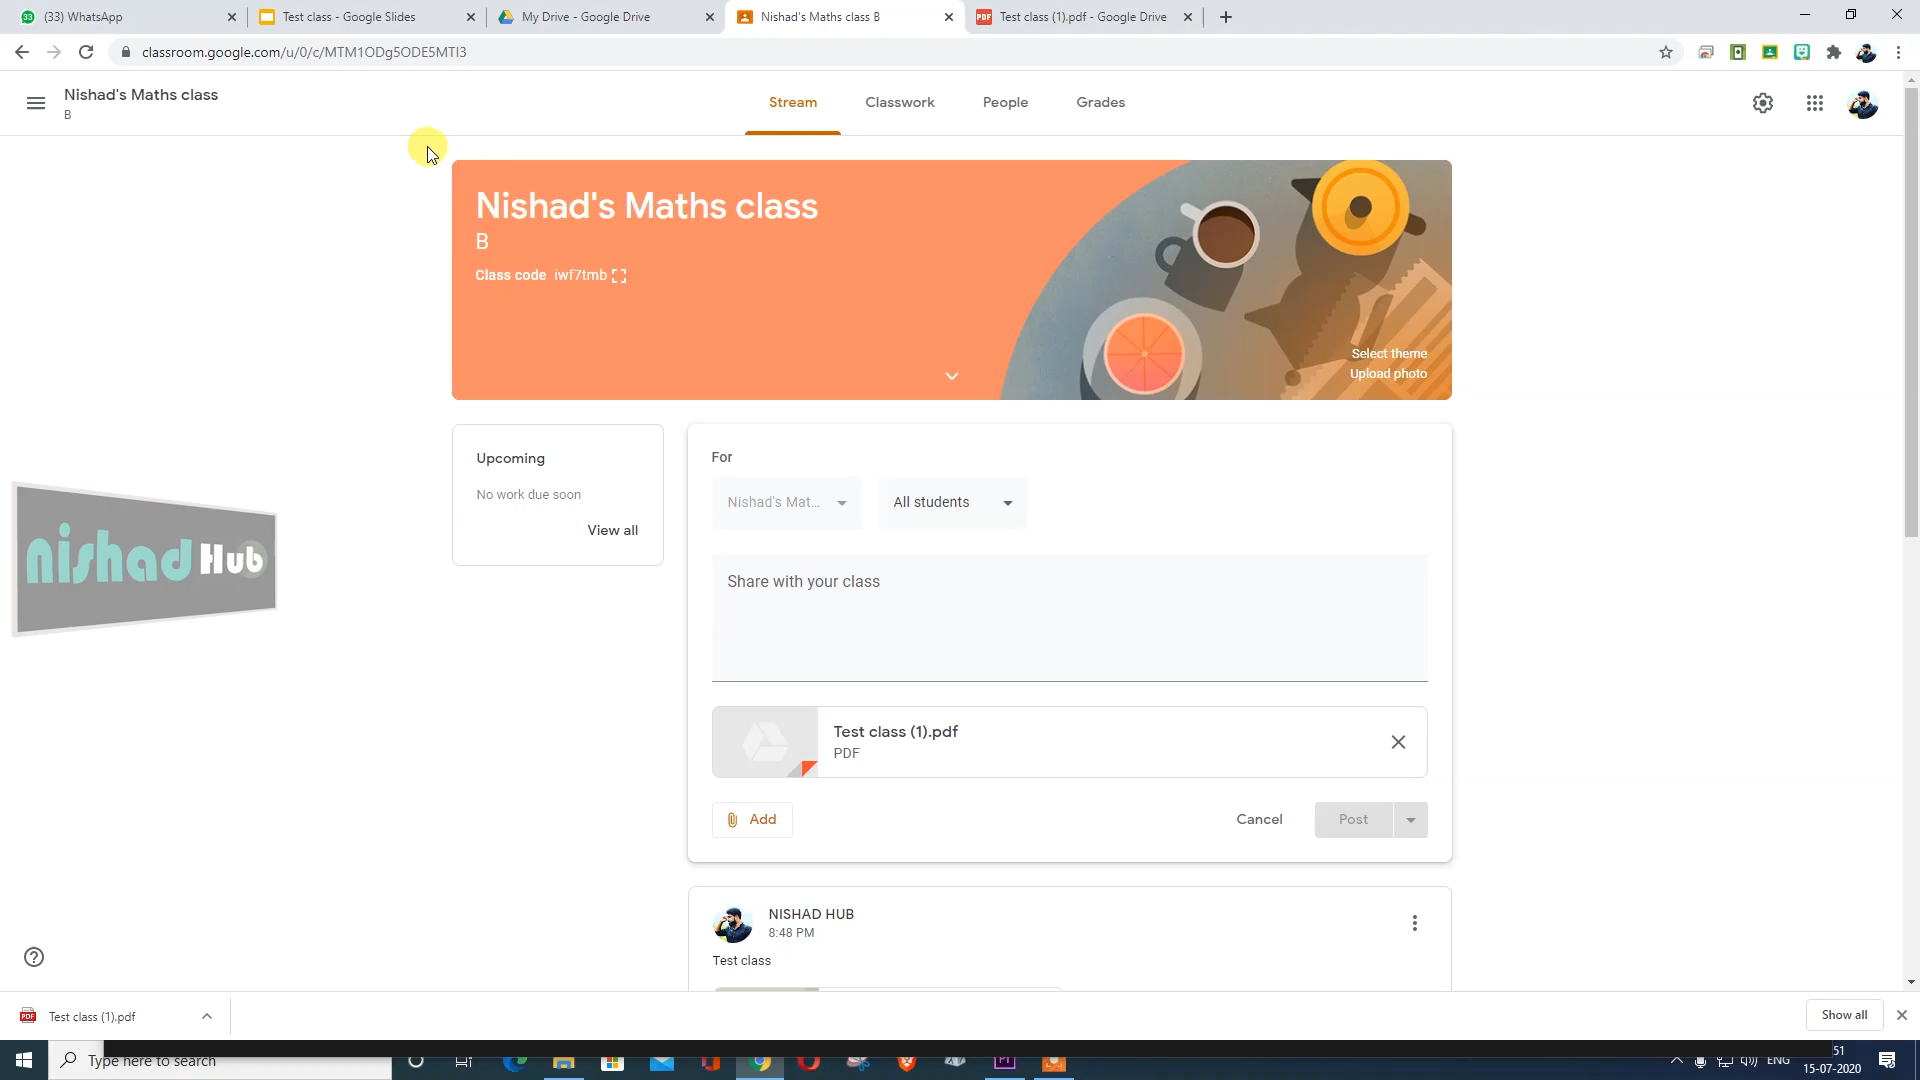 (33) WhatsApp
Test class - Google Slides
My Drive - Google Drive
Nishad's Maths class B
Test class (1).pdf - Google Drive
classroom.google.com/u/0/c/MTM1ODg5ODE5MTI3
Nishad's Maths class
B
Stream
Classwork
People
Grades
Nishad's Maths class
B
Class code iwf7tmb
Select theme
Upload photo
Upcoming
No work due soon
View all
For
Nishad's Mat...
All students
Share with your class
Test class (1).pdf
PDF
Add
Cancel
Post
nishad Hub
NISHAD HUB
8:48 PM
Test class
Test class (1).pdf
Show all
Type here to search
ENG
51
15-07-2020